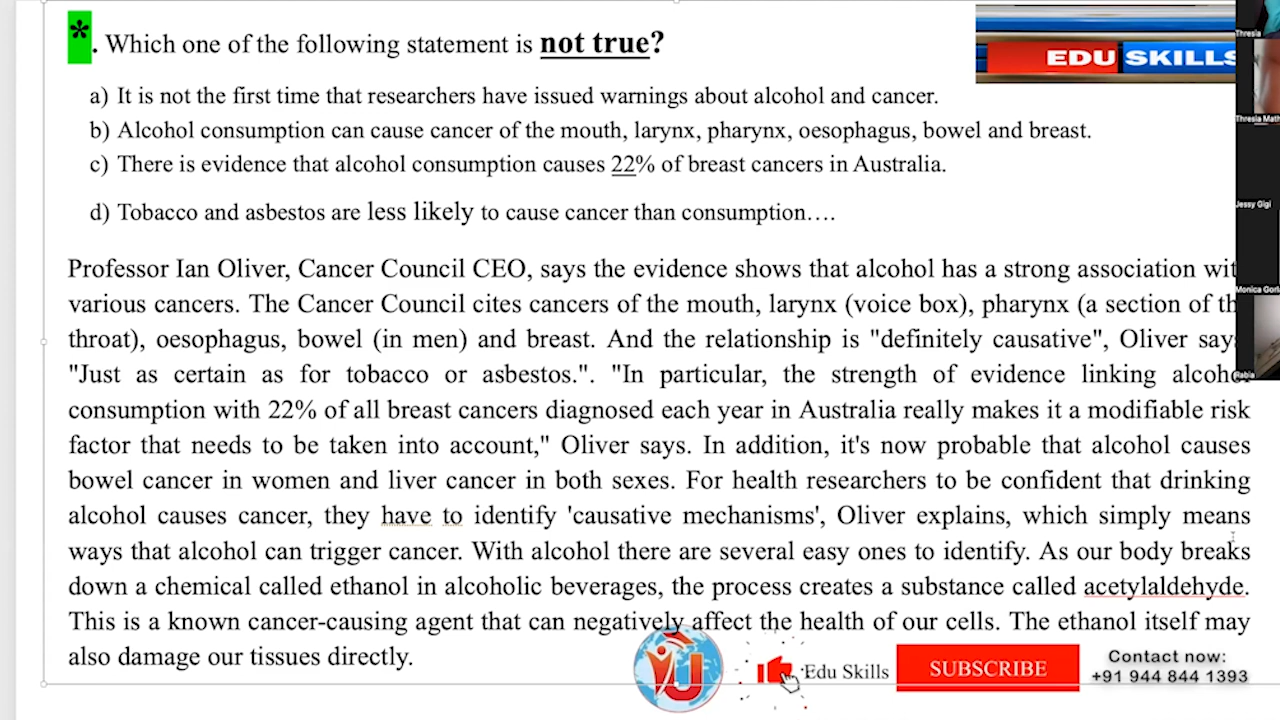 *. Which one of the following statement is not true?
EDU SKILLS
a) It is not the first time that researchers have issued warnings about alcohol and cancer.
b) Alcohol consumption can cause cancer of the mouth, larynx, pharynx, oesophagus, bowel and breast.
c) There is evidence that alcohol consumption causes 22% of breast cancers in Australia.
d) Tobacco and asbestos are less likely to cause cancer than consumption….
Thresia
Thresia Math
Jessy Gigi
Monica Gorl
Rabia
Professor Ian Oliver, Cancer Council CEO, says the evidence shows that alcohol has a strong association wit
various cancers. The Cancer Council cites cancers of the mouth, larynx (voice box), pharynx (a section of th
throat), oesophagus, bowel (in men) and breast. And the relationship is "definitely causative", Oliver say
"Just as certain as for tobacco or asbestos.". "In particular, the strength of evidence linking alcoho
consumption with 22% of all breast cancers diagnosed each year in Australia really makes it a modifiable risk
factor that needs to be taken into account," Oliver says. In addition, it's now probable that alcohol causes
bowel cancer in women and liver cancer in both sexes. For health researchers to be confident that drinking
alcohol causes cancer, they have to identify 'causative mechanisms', Oliver explains, which simply means
ways that alcohol can trigger cancer. With alcohol there are several easy ones to identify. As our body breaks
down a chemical called ethanol in alcoholic beverages, the process creates a substance called acetylaldehyde.
This is a known cancer-causing agent that can negatively affect the health of our cells. The ethanol itself may
also damage our tissues directly.
Edu Skills
SUBSCRIBE
Contact now:
+91 944 844 1393